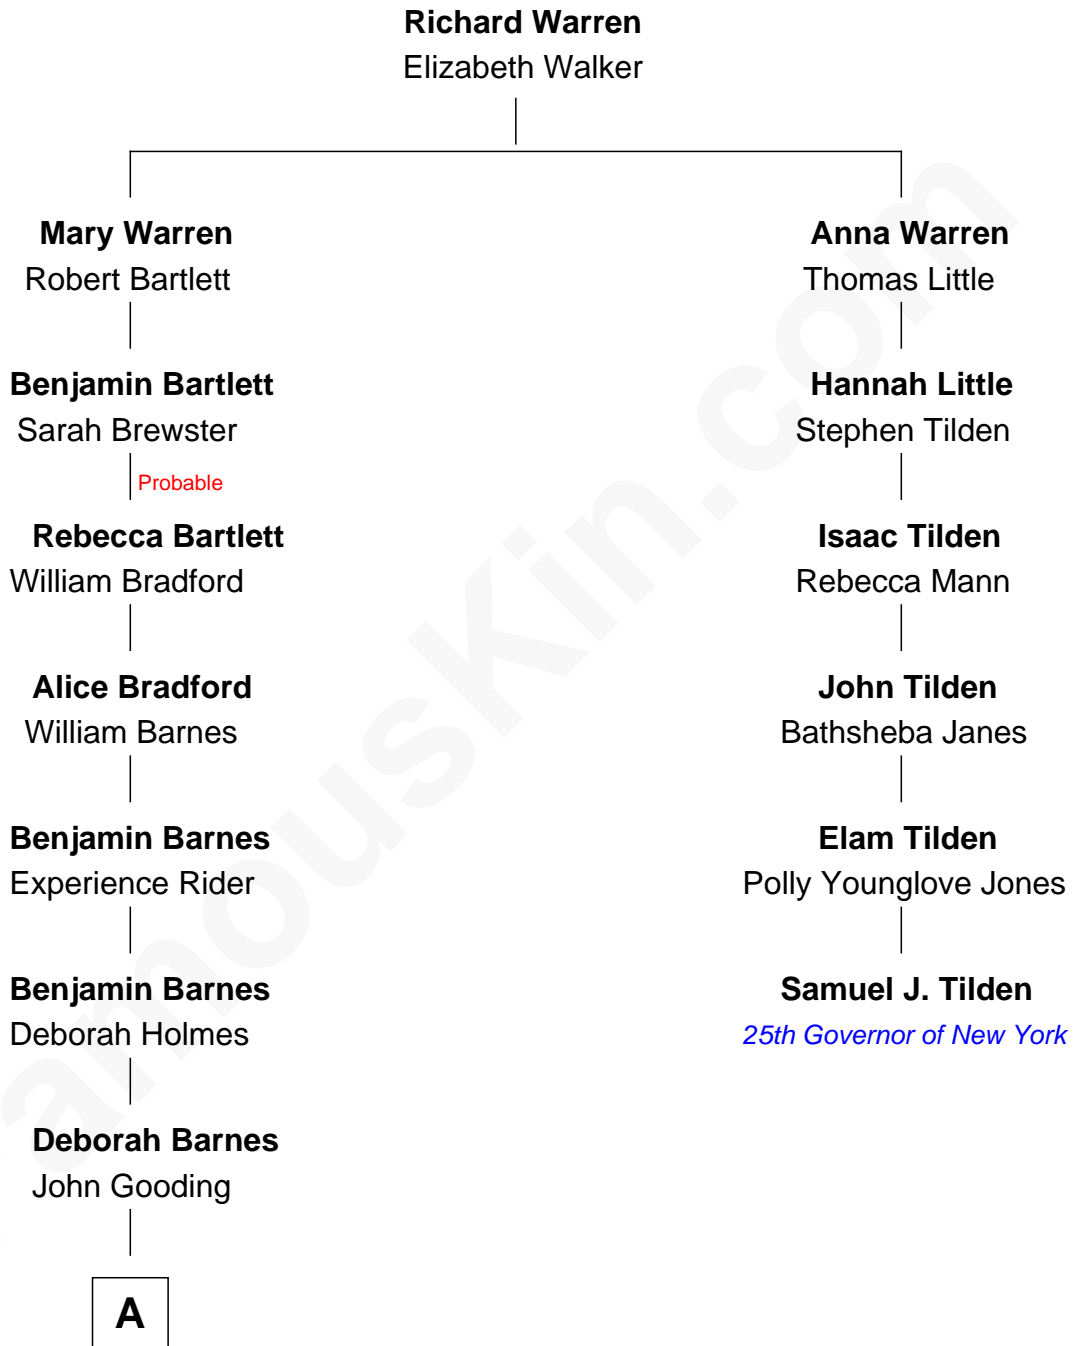 Richard Warren
Elizabeth Walker
Mary Warren
Robert Bartlett
Anna Warren
Thomas Little
Benjamin Bartlett
Sarah Brewster
Hannah Little
Stephen Tilden
Probable
Rebecca Bartlett
William Bradford
Isaac Tilden
Rebecca Mann
Alice Bradford
William Barnes
John Tilden
Bathsheba Janes
Benjamin Barnes
Experience Rider
Elam Tilden
Polly Younglove Jones
Benjamin Barnes
Deborah Holmes
Samuel J. Tilden
25th Governor of New York
Deborah Barnes
John Gooding
A
amousKin.com